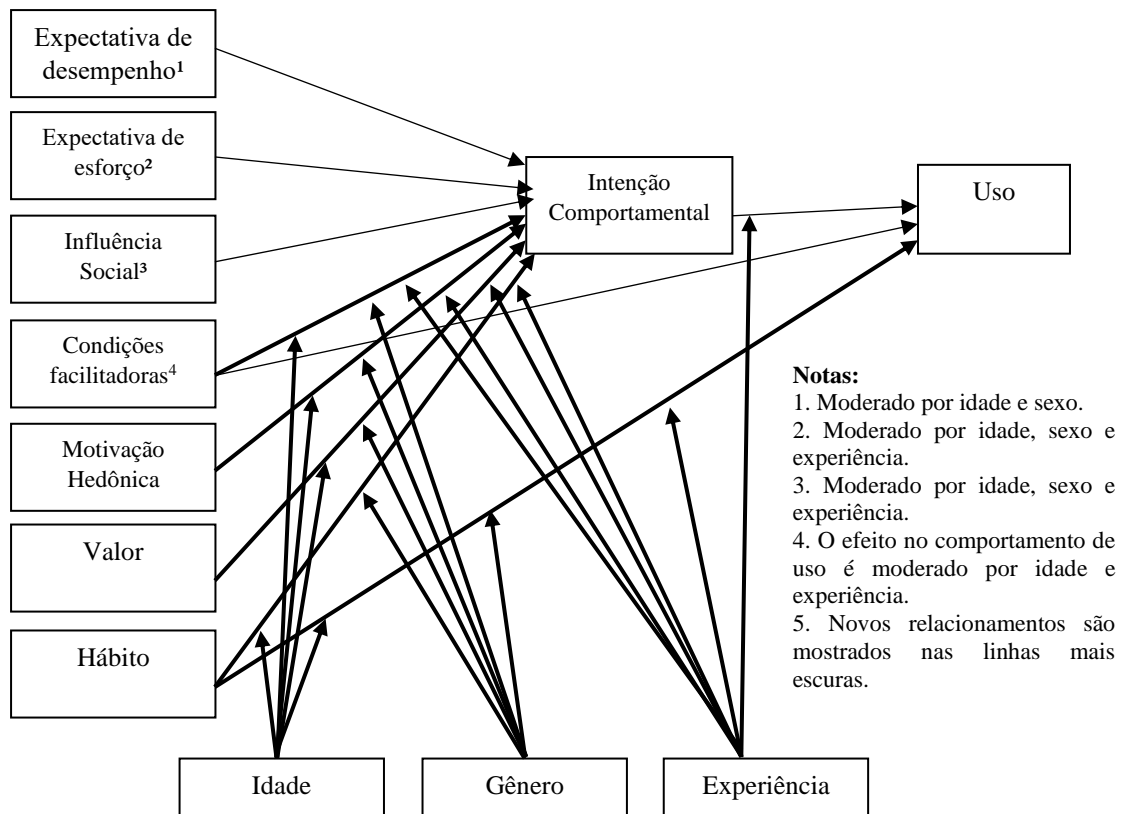 Expectativa de
desempenho¹
Expectativa de
esforço²
Influência
Social³
Condições
facilitadoras⁴
Motivação
Hedônica
Valor
Hábito
Intenção
Comportamental
Uso
Notas:
1. Moderado por idade e sexo.
2. Moderado por idade, sexo e
experiência.
3. Moderado por idade, sexo e
experiência.
4. O efeito no comportamento de
uso é moderado por idade e
experiência.
5. Novos relacionamentos são
mostrados nas linhas mais
escuras.
Idade
Gênero
Experiência